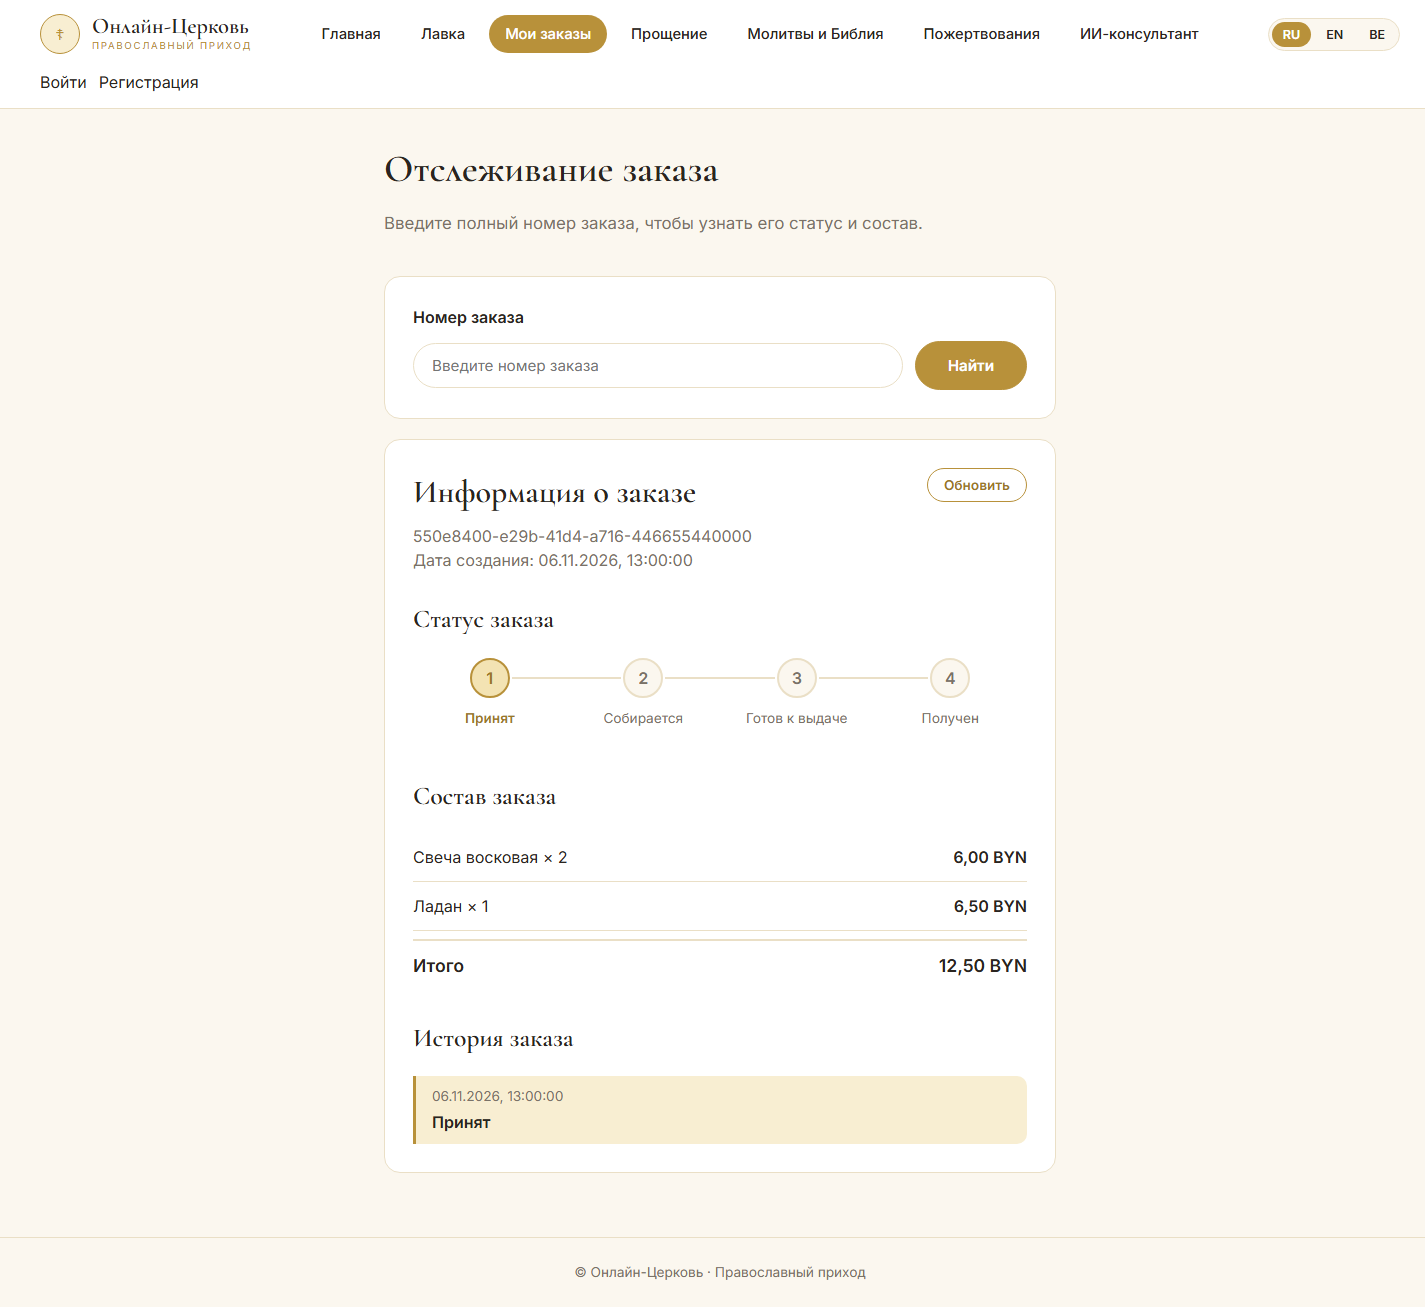 Онлайн-Церковь
ПРАВОСЛАВНЫЙ ПРИХОД
Главная
Лавка
Мои заказы
Прощение
Молитвы и Библия
Пожертвования
ИИ-консультант
RU
EN
BE
Войти
Регистрация
Отслеживание заказа
Введите полный номер заказа, чтобы узнать его статус и состав.
Номер заказа
Введите номер заказа
Найти
Информация о заказе
Обновить
550e8400-e29b-41d4-a716-446655440000
Дата создания: 06.11.2026, 13:00:00
Статус заказа
1
2
3
4
Принят
Собирается
Готов к выдаче
Получен
Состав заказа
Свеча восковая × 2 6,00 BYN
Ладан × 1 6,50 BYN
Итого 12,50 BYN
История заказа
06.11.2026, 13:00:00
Принят
© Онлайн-Церковь · Православный приход